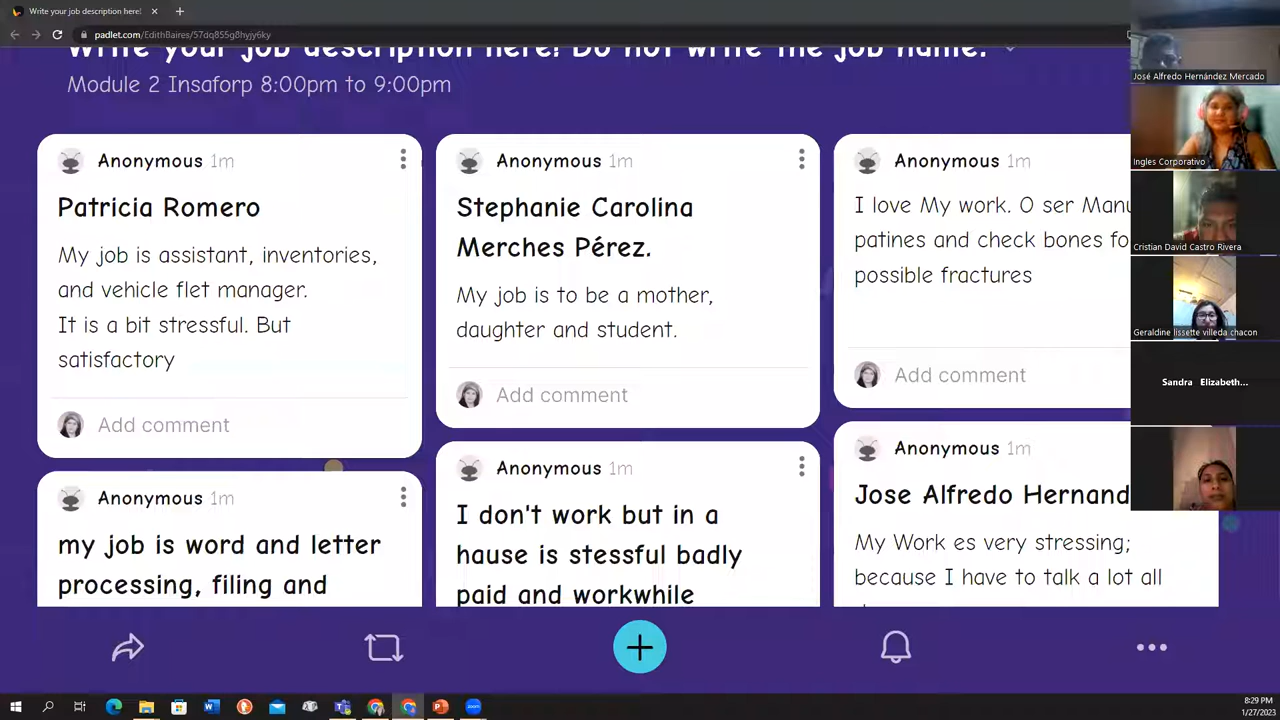 Write your job description here!
padlet.com/EdithBaires/57dq855g8hyjy6ky
Write your job description here! Do not write the job name.
Module 2 Insaforp 8:00pm to 9:00pm
Anonymous 1m
Patricia Romero
My job is assistant, inventories,
and vehicle flet manager.
It is a bit stressful. But
satisfactory
Add comment
Anonymous 1m
my job is word and letter
processing, filing and
Anonymous 1m
Stephanie Carolina
Merches Pérez.
My job is to be a mother,
daughter and student.
Add comment
Anonymous 1m
I don't work but in a
hause is stessful badly
paid and workwhile
Anonymous 1m
I love My work. O ser Manu
patines and check bones fo
possible fractures
Add comment
Anonymous 1m
Jose Alfredo Hernand
My Work es very stressing;
because I have to talk a lot all
José Alfredo Hernández Mercado
Ingles Corporativo
Cristian David Castro Rivera
Geraldine lissette villeda chacon
Sandra Elizabeth...
8:29 PM
1/27/2023